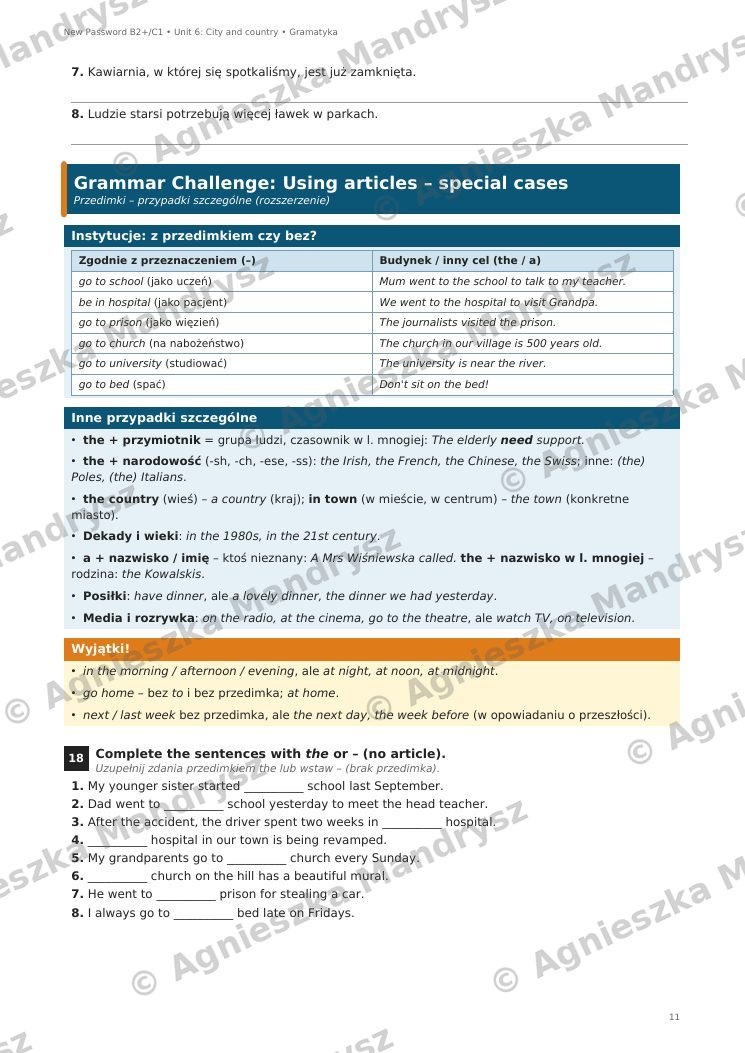 New Password B2+/C1 • Unit 6: City and country • Gramatyka
7. Kawiarnia, w której się spotkaliśmy, jest już zamknięta.
8. Ludzie starsi potrzebują więcej ławek w parkach.
Grammar Challenge: Using articles – special cases
Przedimki – przypadki szczególne (rozszerzenie)
Instytucje: z przedimkiem czy bez?
Zgodnie z przeznaczeniem (–) Budynek / inny cel (the / a)
go to school (jako uczeń) Mum went to the school to talk to my teacher.
be in hospital (jako pacjent) We went to the hospital to visit Grandpa.
go to prison (jako więzień) The journalists visited the prison.
go to church (na nabożeństwo) The church in our village is 500 years old.
go to university (studiować) The university is near the river.
go to bed (spać) Don't sit on the bed!
Inne przypadki szczególne
• the + przymiotnik = grupa ludzi, czasownik w l. mnogiej: The elderly need support.
• the + narodowość (-sh, -ch, -ese, -ss): the Irish, the French, the Chinese, the Swiss; inne: (the)
Poles, (the) Italians.
• the country (wieś) – a country (kraj); in town (w mieście, w centrum) – the town (konkretne
miasto).
• Dekady i wieki: in the 1980s, in the 21st century.
• a + nazwisko / imię – ktoś nieznany: A Mrs Wiśniewska called. the + nazwisko w l. mnogiej –
rodzina: the Kowalskis.
• Posiłki: have dinner, ale a lovely dinner, the dinner we had yesterday.
• Media i rozrywka: on the radio, at the cinema, go to the theatre, ale watch TV, on television.
Wyjątki!
• in the morning / afternoon / evening, ale at night, at noon, at midnight.
• go home – bez to i bez przedimka; at home.
• next / last week bez przedimka, ale the next day, the week before (w opowiadaniu o przeszłości).
18 Complete the sentences with the or – (no article).
Uzupełnij zdania przedimkiem the lub wstaw – (brak przedimka).
1. My younger sister started __________ school last September.
2. Dad went to __________ school yesterday to meet the head teacher.
3. After the accident, the driver spent two weeks in __________ hospital.
4. __________ hospital in our town is being revamped.
5. My grandparents go to __________ church every Sunday.
6. __________ church on the hill has a beautiful mural.
7. He went to __________ prison for stealing a car.
8. I always go to __________ bed late on Fridays.
11
© Agnieszka Mandrysz